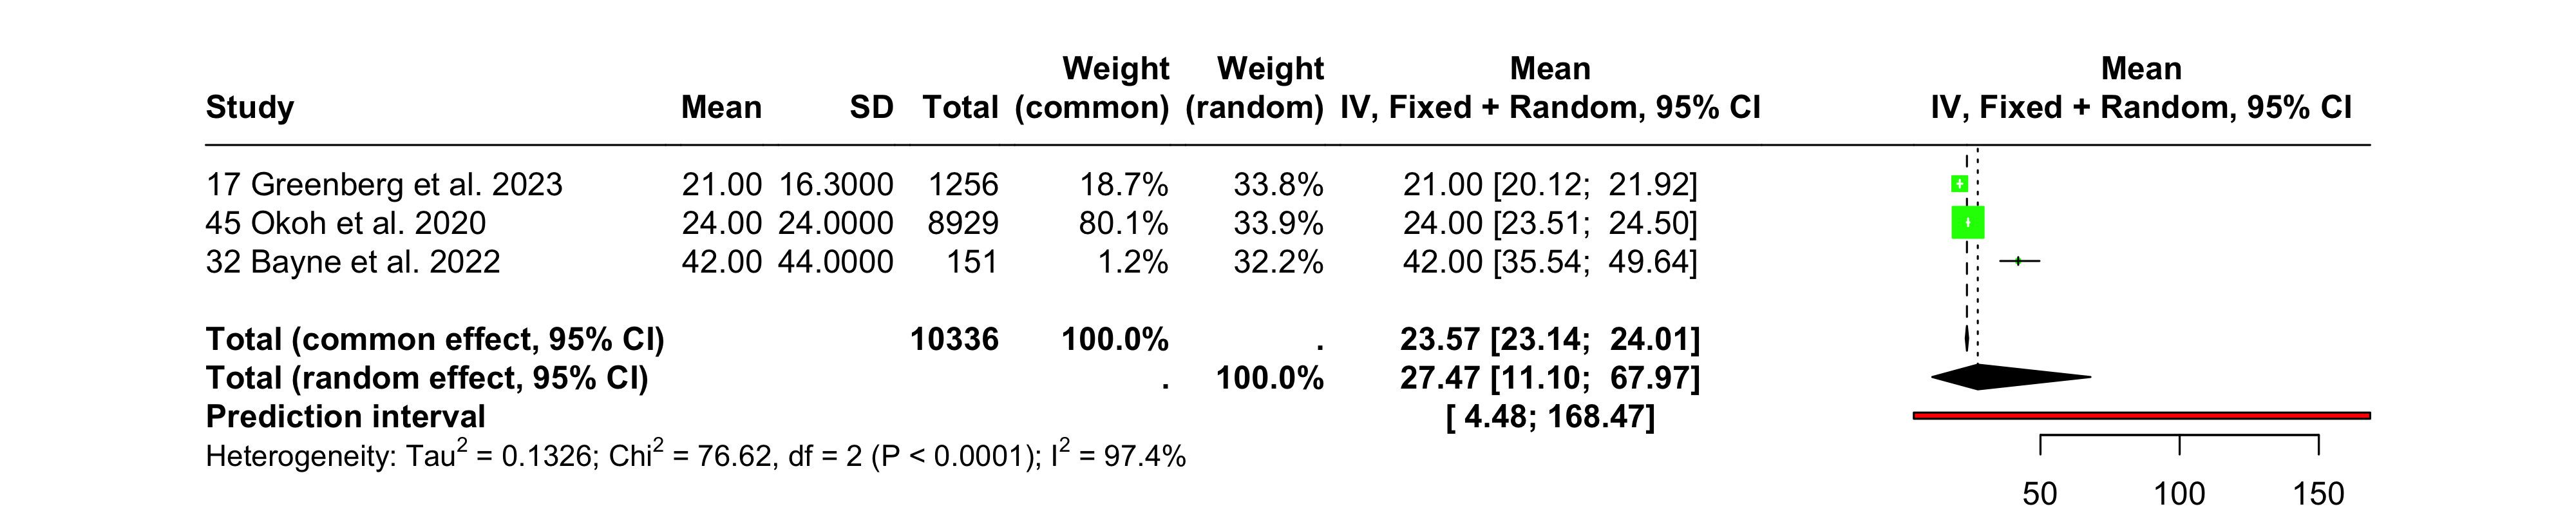 Weight Weight Mean Mean
Study Mean SD Total (common) (random) IV, Fixed + Random, 95% CI IV, Fixed + Random, 95% CI
17 Greenberg et al. 2023 21.00 16.3000 1256 18.7% 33.8% 21.00 [20.12; 21.92]
45 Okoh et al. 2020 24.00 24.0000 8929 80.1% 33.9% 24.00 [23.51; 24.50]
32 Bayne et al. 2022 42.00 44.0000 151 1.2% 32.2% 42.00 [35.54; 49.64]
Total (common effect, 95% CI) 10336 100.0% . 23.57 [23.14; 24.01]
Total (random effect, 95% CI) . 100.0% 27.47 [11.10; 67.97]
Prediction interval [ 4.48; 168.47]
Heterogeneity: Tau² = 0.1326; Chi² = 76.62, df = 2 (P < 0.0001); I² = 97.4%
50 100 150